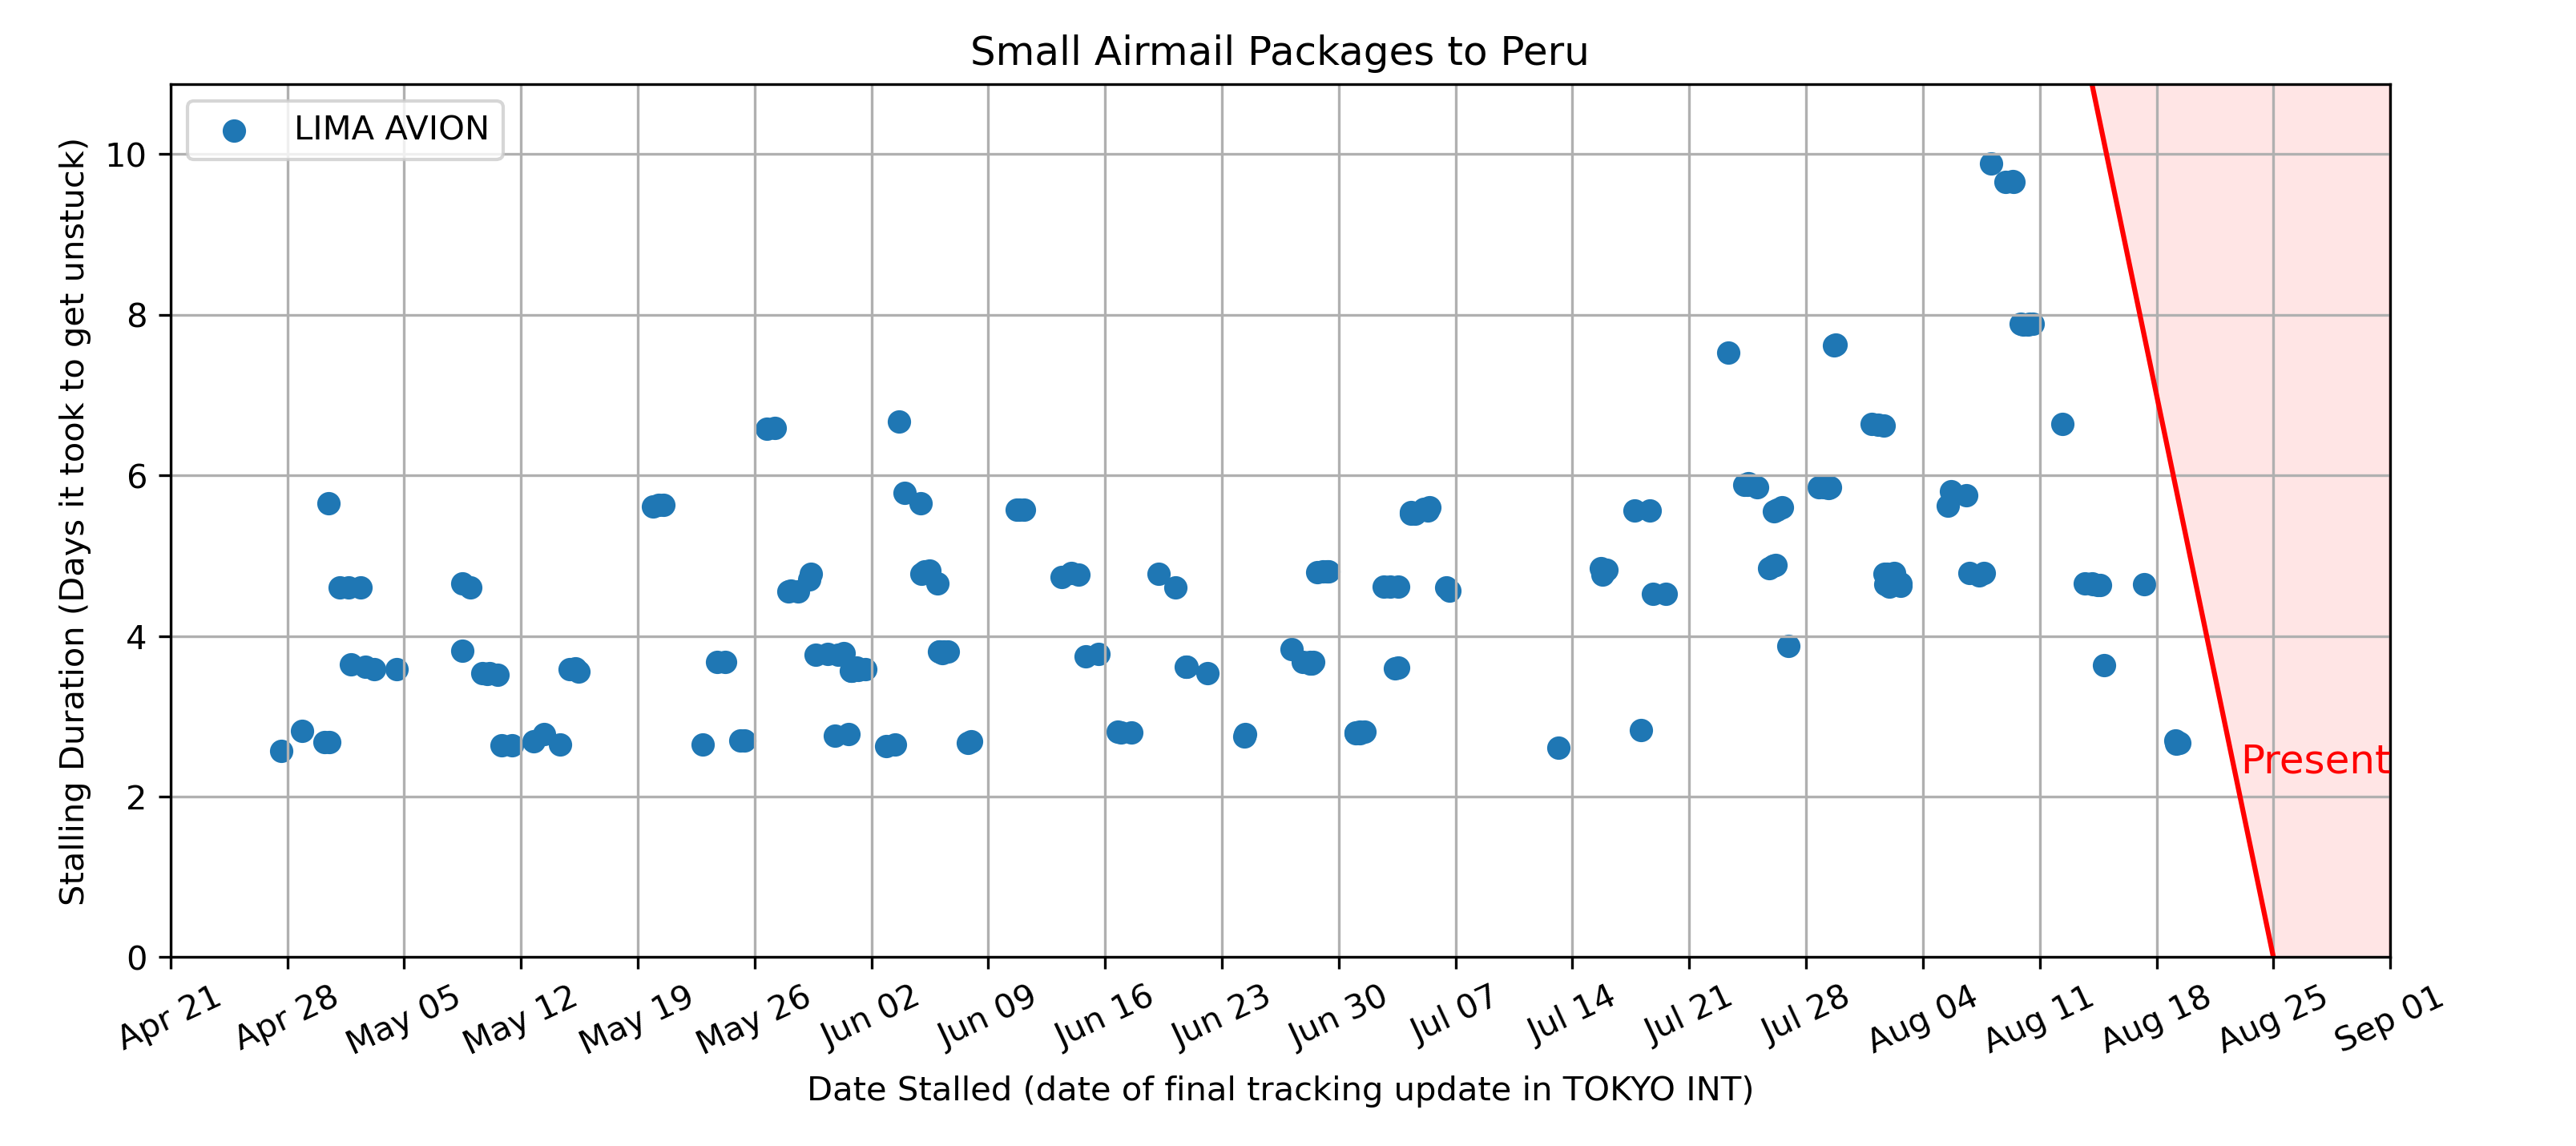 Small Airmail Packages to Peru
LIMA AVION
Stalling Duration (Days it took to get unstuck)
10
8
6
4
2
0
Present
Apr 21
Apr 28
May 05
May 12
May 19
May 26
Jun 02
Jun 09
Jun 16
Jun 23
Jun 30
Jul 07
Jul 14
Jul 21
Jul 28
Aug 04
Aug 11
Aug 18
Aug 25
Sep 01
Date Stalled (date of final tracking update in TOKYO INT)